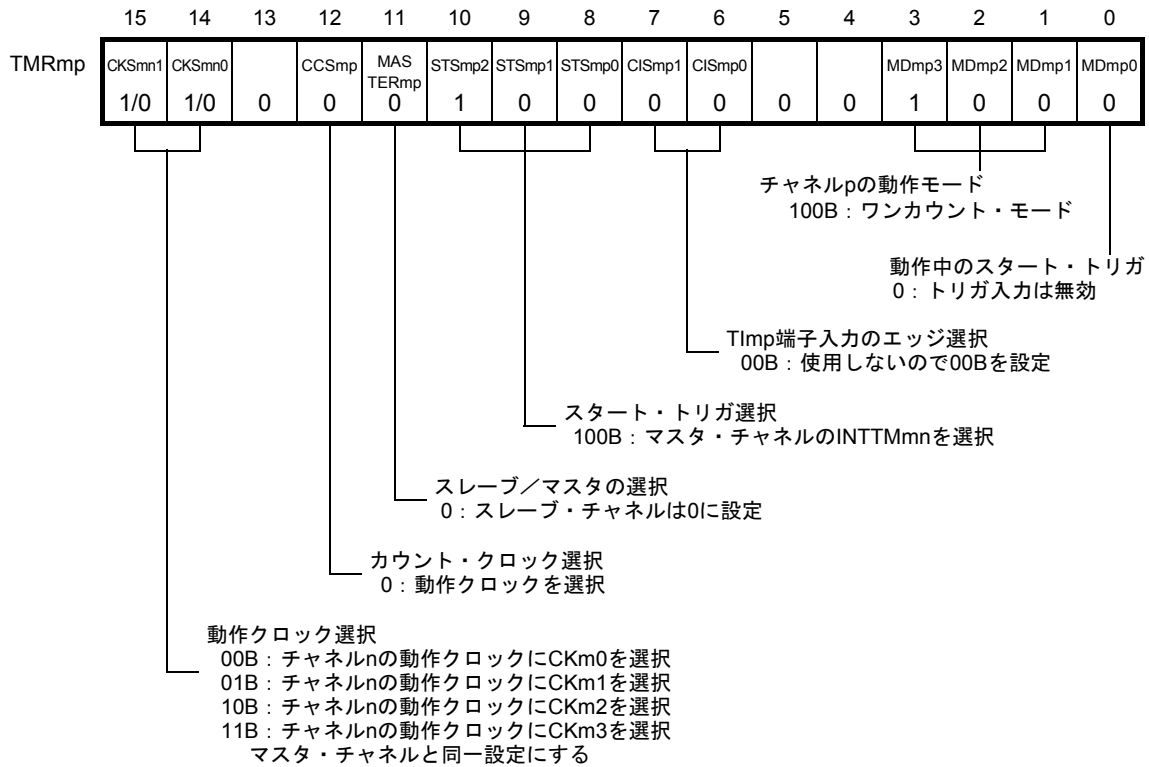 15 14 13 12 11 10 9 8 7 6 5 4 3 2 1 0
TMRmp CKSmn1 CKSmn0 CCSmp MAS TERmp STSmp2 STSmp1 STSmp0 CISmp1 CISmp0 MDmp3 MDmp2 MDmp1 MDmp0
1/0 1/0 0 0 0 1 0 0 0 0 0 0 1 0 0 0
チャネルpの動作モード
100B：ワンカウント・モード
動作中のスタート・トリガ
0：トリガ入力は無効
TImp端子入力のエッジ選択
00B：使用しないので00Bを設定
スタート・トリガ選択
100B：マスタ・チャネルのINTTMmnを選択
スレーブ／マスタの選択
0：スレーブ・チャネルは0に設定
カウント・クロック選択
0：動作クロックを選択
動作クロック選択
00B：チャネルnの動作クロックにCKm0を選択
01B：チャネルnの動作クロックにCKm1を選択
10B：チャネルnの動作クロックにCKm2を選択
11B：チャネルnの動作クロックにCKm3を選択
マスタ・チャネルと同一設定にする